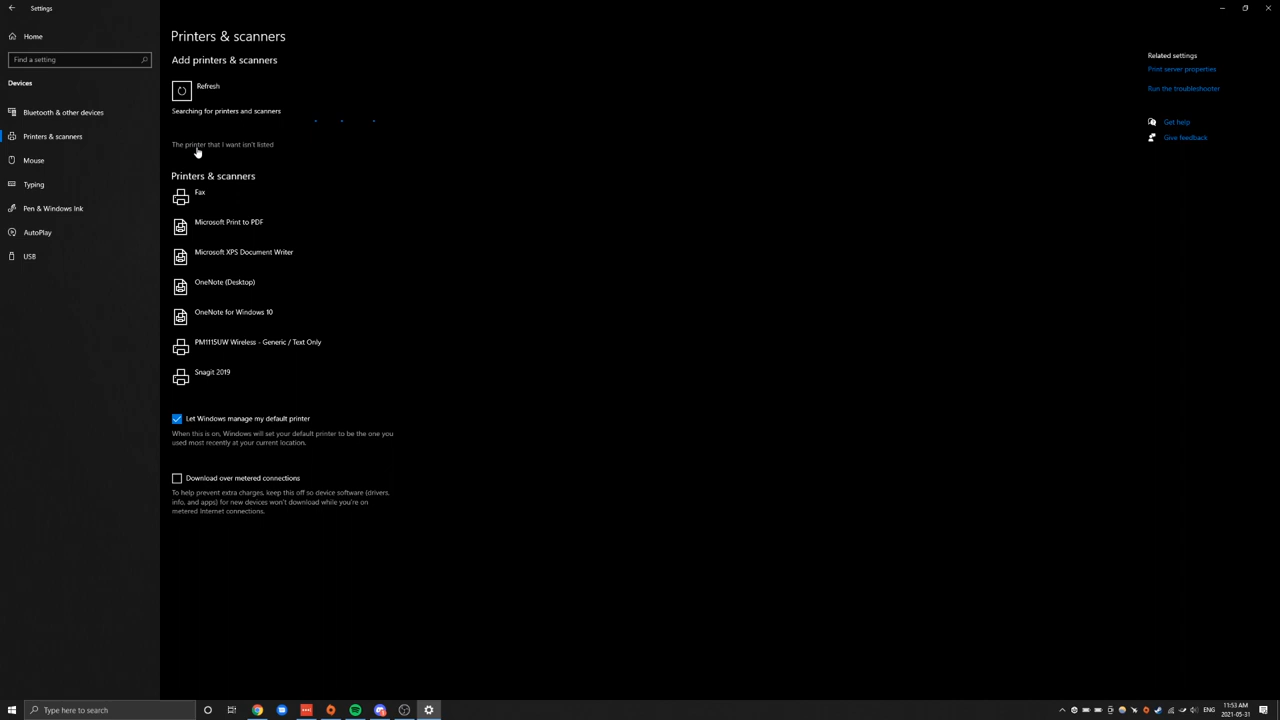 Settings
Home
Find a setting
Devices
Bluetooth & other devices
Printers & scanners
Mouse
Typing
Pen & Windows Ink
AutoPlay
USB
Printers & scanners
Add printers & scanners
Refresh
Searching for printers and scanners
The printer that I want isn't listed
Printers & scanners
Fax
Microsoft Print to PDF
Microsoft XPS Document Writer
OneNote (Desktop)
OneNote for Windows 10
PM1115UW Wireless - Generic / Text Only
Snagit 2019
Let Windows manage my default printer
When this is on, Windows will set your default printer to be the one you
used most recently at your current location.
Download over metered connections
To help prevent extra charges, keep this off so device software (drivers,
info, and apps) for new devices won't download while you're on
metered Internet connections.
Related settings
Print server properties
Run the troubleshooter
Get help
Give feedback
Type here to search
ENG
11:53 AM
2021-05-31